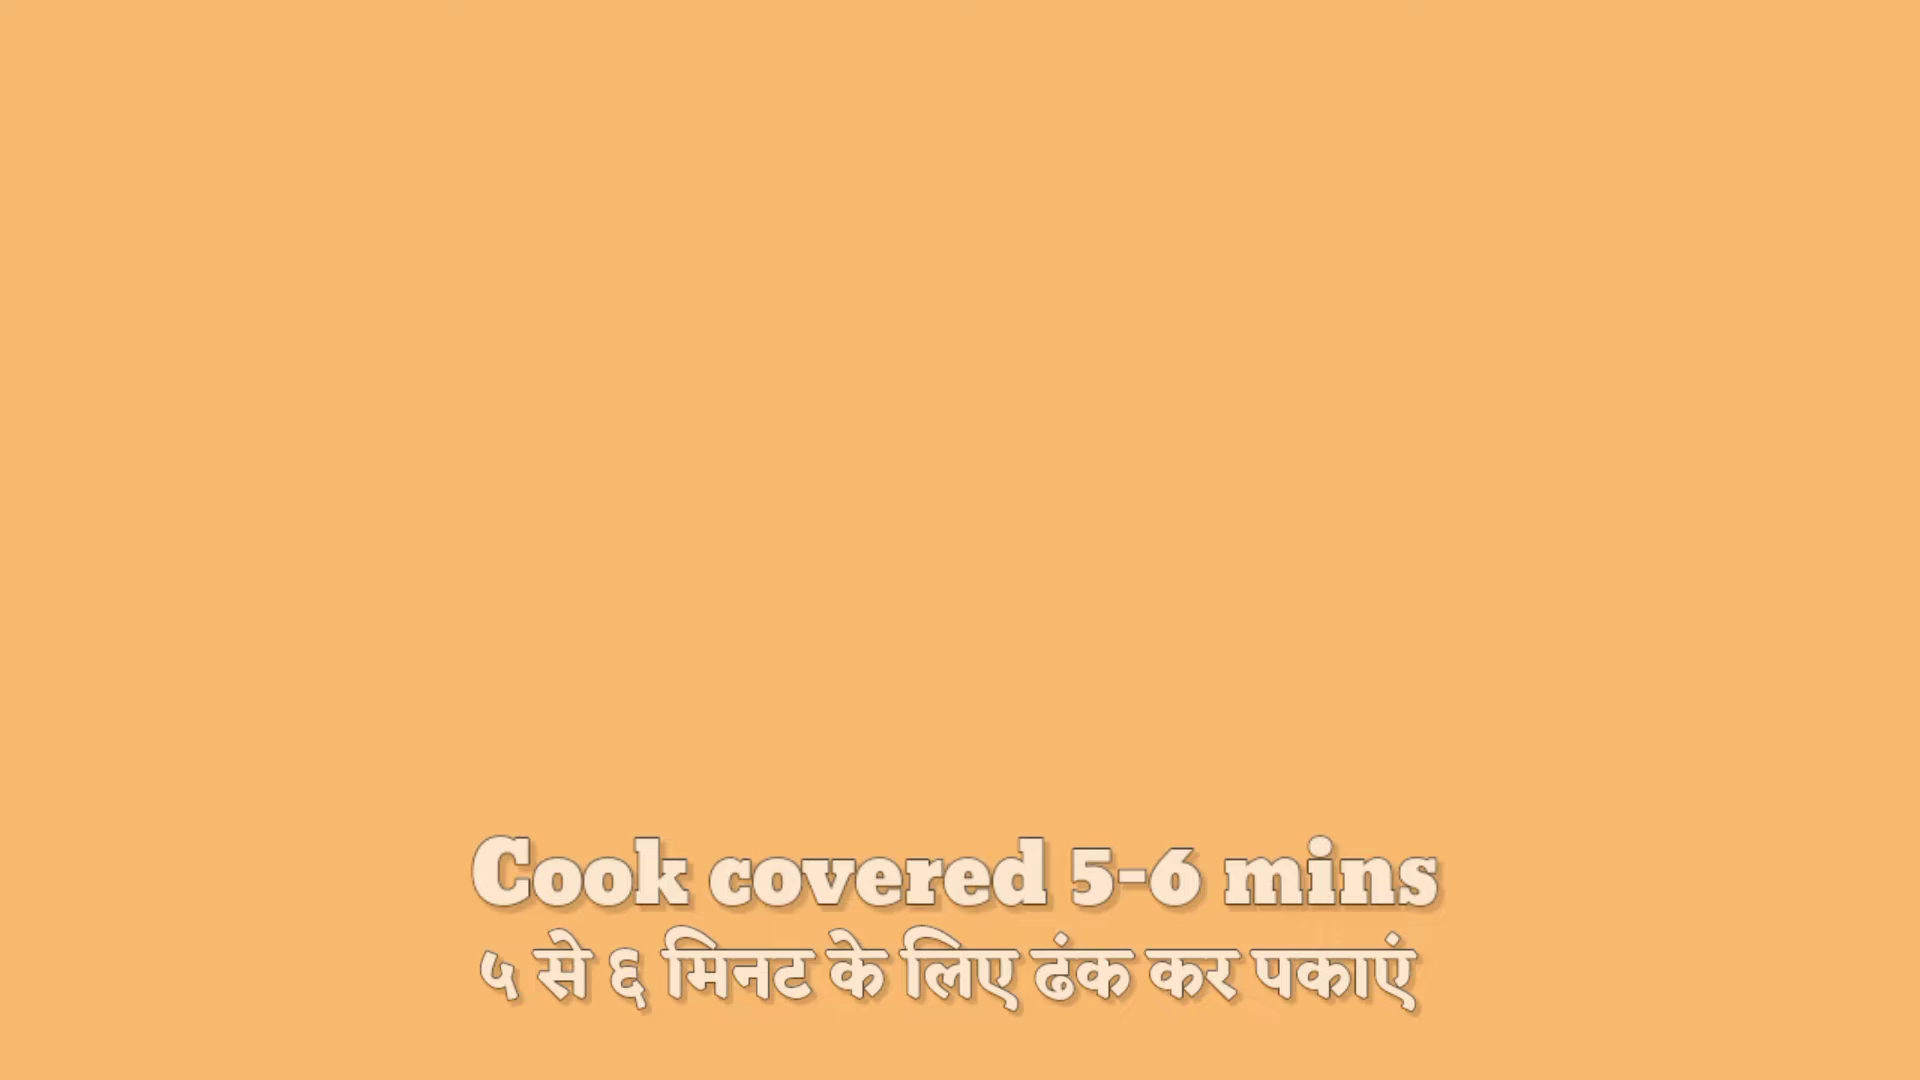 Cook covered 5-6 mins
५ से ६ मिनट के लिए ढंक कर पकाएं